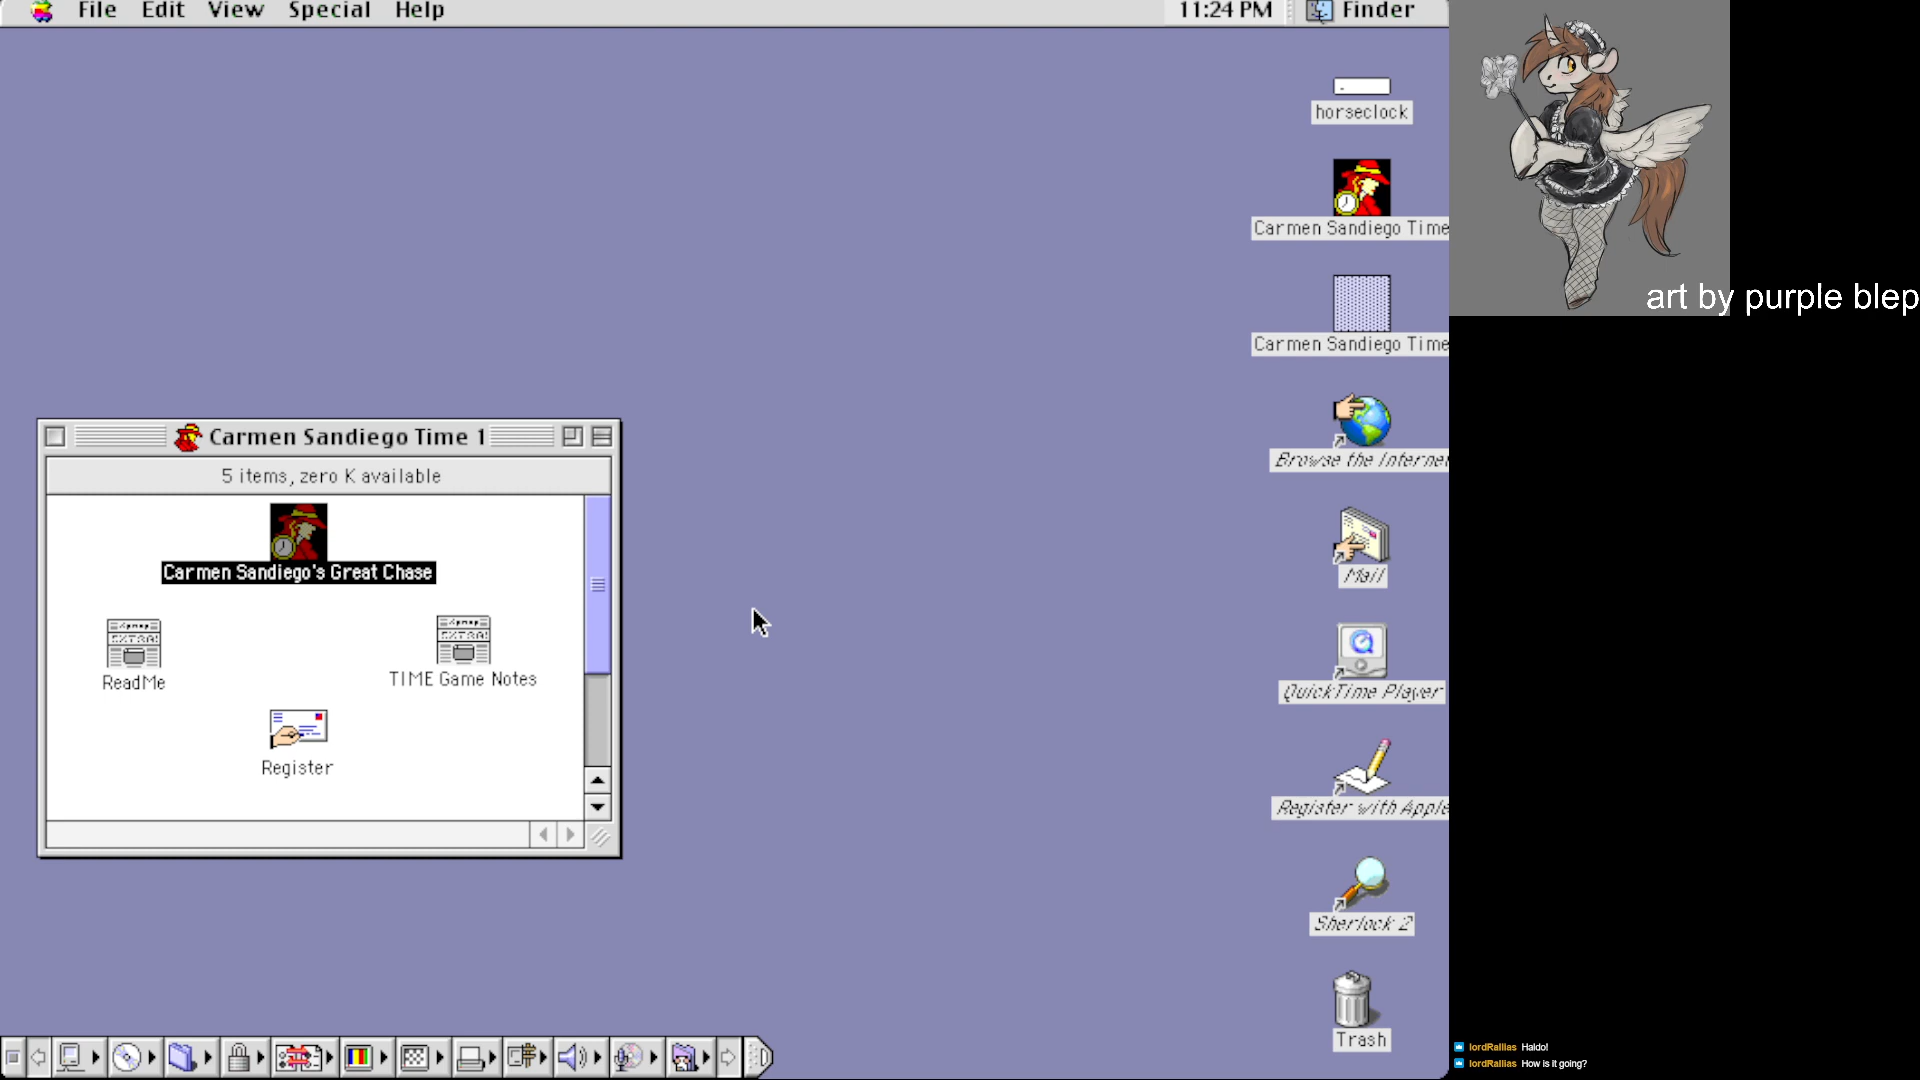 File Edit View Special Help
11:24 PM Finder
horseclock
Carmen Sandiego Time
Carmen Sandiego Time
Browse the Internet
Mail
QuickTime Player
Register with Apple
Sherlock 2
Trash
Carmen Sandiego Time 1
5 items, zero K available
Carmen Sandiego's Great Chase
EXTRA!
ReadMe
EXTRA!
TIME Game Notes
Register
art by purple blep
lordRallias Haldo!
lordRallias How is it going?